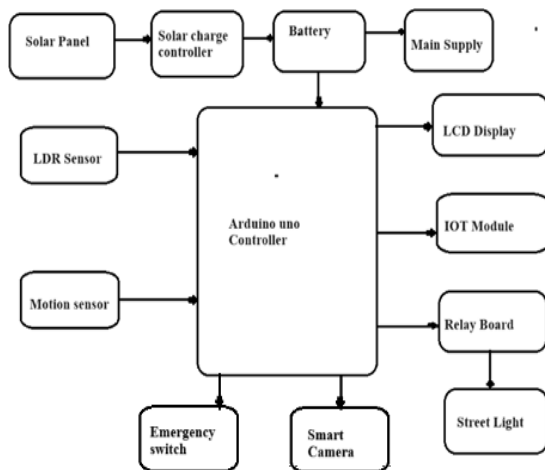 Solar Panel
Solar charge
controller
Battery
Main Supply
LDR Sensor
LCD Display
Arduino uno
Controller
IOT Module
Motion sensor
Relay Board
Street Light
Emergency
switch
Smart
Camera